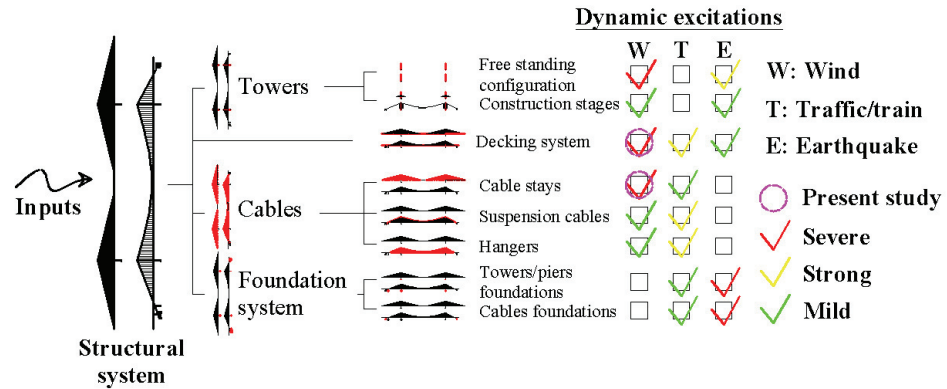 Dynamic excitations
W T E
Free standing
configuration
Towers
Construction stages
Decking system
Inputs
Cable stays
Cables
Suspension cables
Hangers
Foundation
system
Towers/piers
foundations
Cables foundations
Structural
system
W: Wind
T: Traffic/train
E: Earthquake
Present study
Severe
Strong
Mild